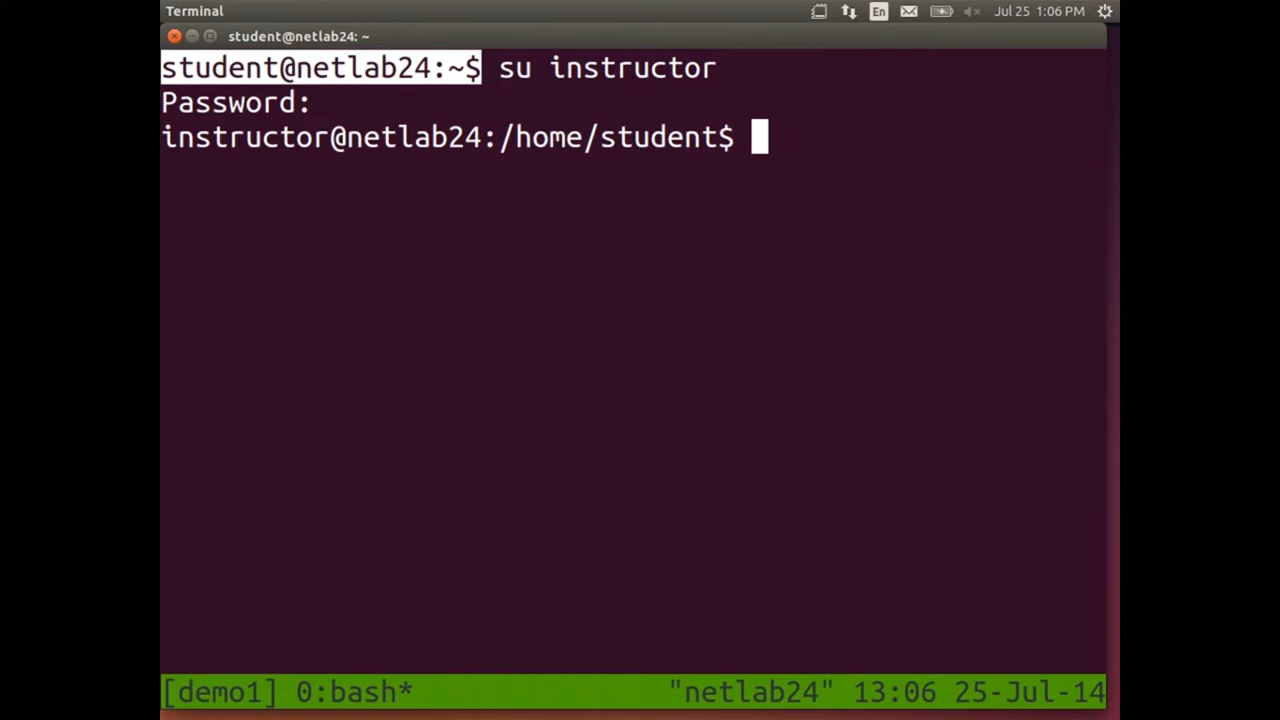 Terminal
En
Jul 25 1:06 PM
student@netlab24: ~
student@netlab24:~$ su instructor
Password:
instructor@netlab24:/home/student$
[demo1] 0:bash*
"netlab24" 13:06 25-Jul-14